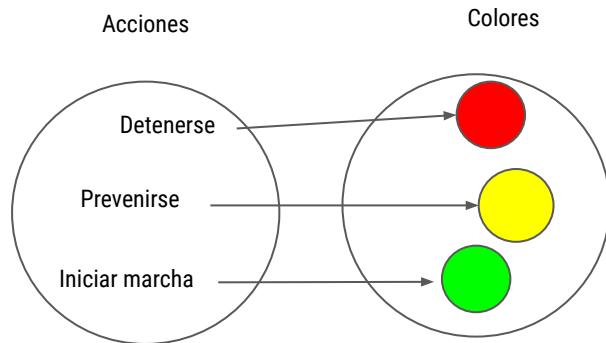 Acciones
Colores
Detenerse
Prevenirse
Iniciar marcha